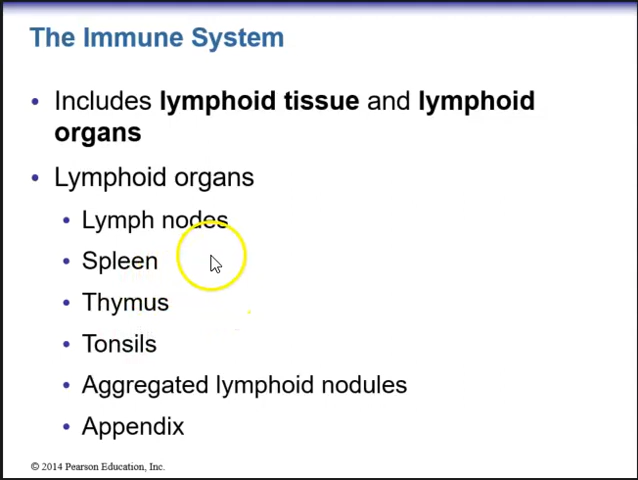 The Immune System
• Includes lymphoid tissue and lymphoid
organs
• Lymphoid organs
• Lymph nodes
• Spleen
• Thymus
• Tonsils
• Aggregated lymphoid nodules
• Appendix
© 2014 Pearson Education, Inc.